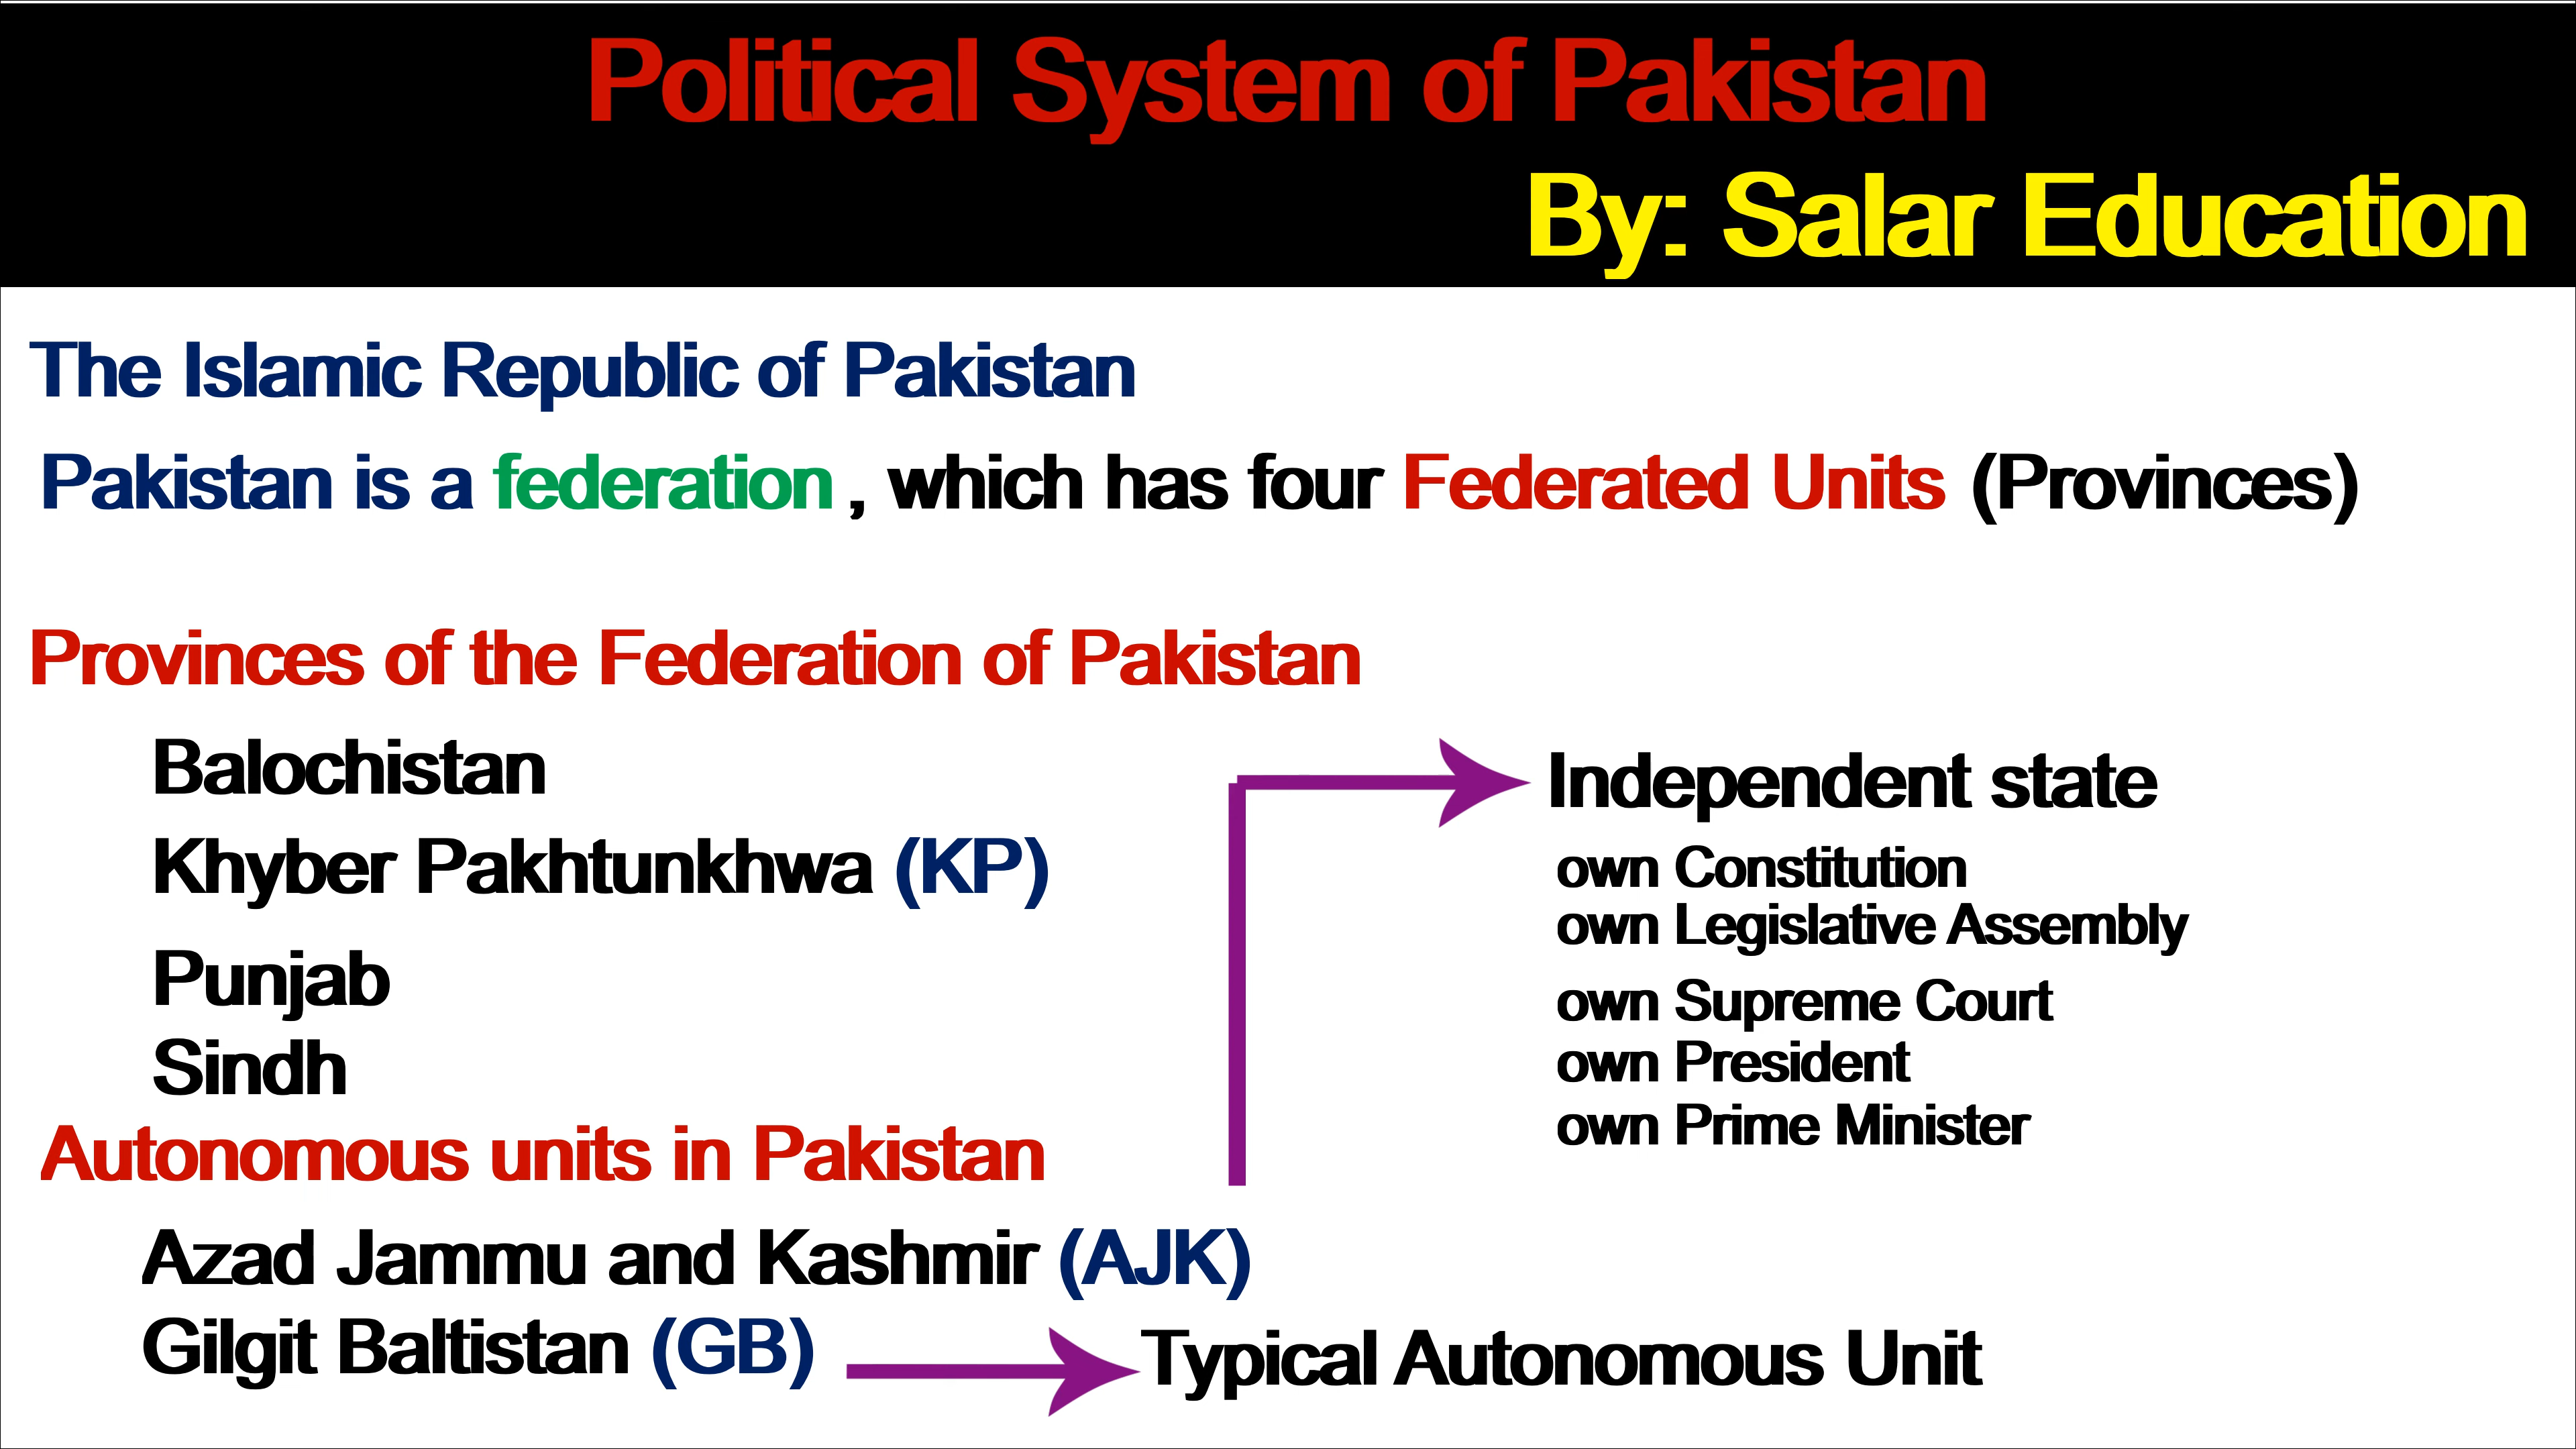 Political System of Pakistan
By: Salar Education
The Islamic Republic of Pakistan
Pakistan is a federation , which has four Federated Units (Provinces)
Provinces of the Federation of Pakistan
Balochistan
Khyber Pakhtunkhwa (KP)
Punjab
Sindh
Autonomous units in Pakistan
Azad Jammu and Kashmir (AJK)
Gilgit Baltistan (GB)
Typical Autonomous Unit
Independent state
own Constitution
own Legislative Assembly
own Supreme Court
own President
own Prime Minister